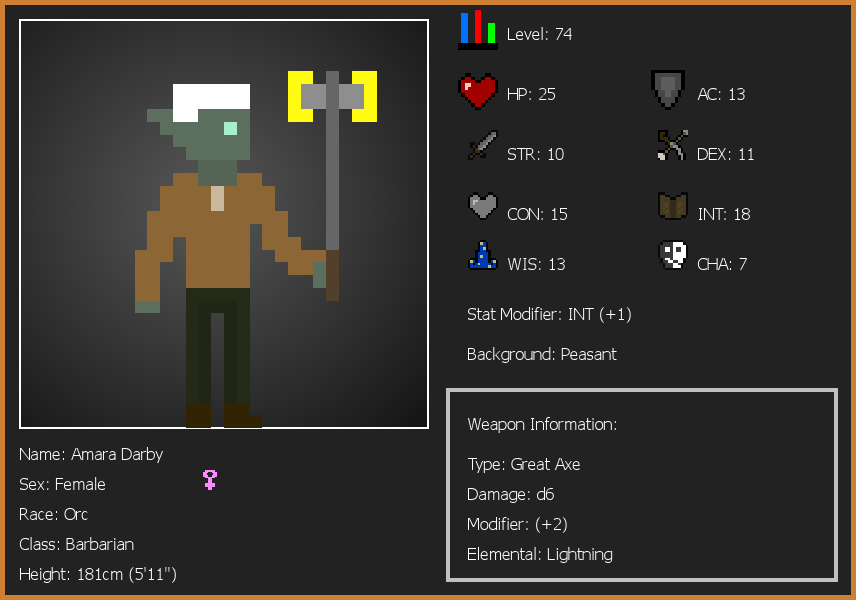 Level: 74
HP: 25
AC: 13
STR: 10
DEX: 11
CON: 15
INT: 18
WIS: 13
CHA: 7
Stat Modifier: INT (+1)
Background: Peasant
Weapon Information:
Type: Great Axe
Damage: d6
Modifier: (+2)
Elemental: Lightning
Name: Amara Darby
Sex: Female
Race: Orc
Class: Barbarian
Height: 181cm (5'11")